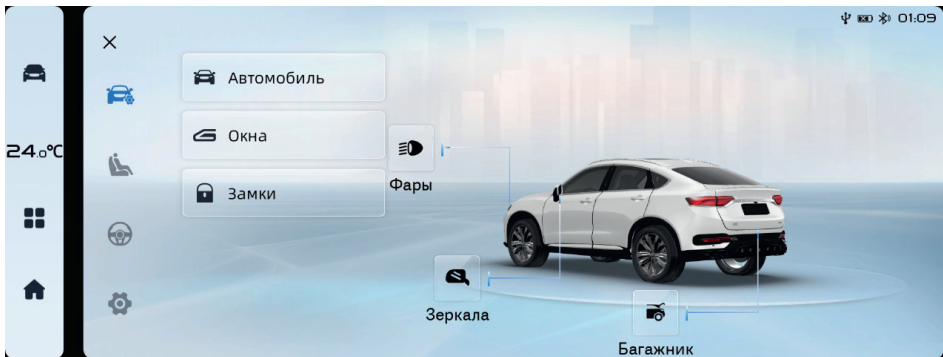 01:09
Автомобиль
24.0°C
Окна
Фары
Замки
Зеркала
Багажник